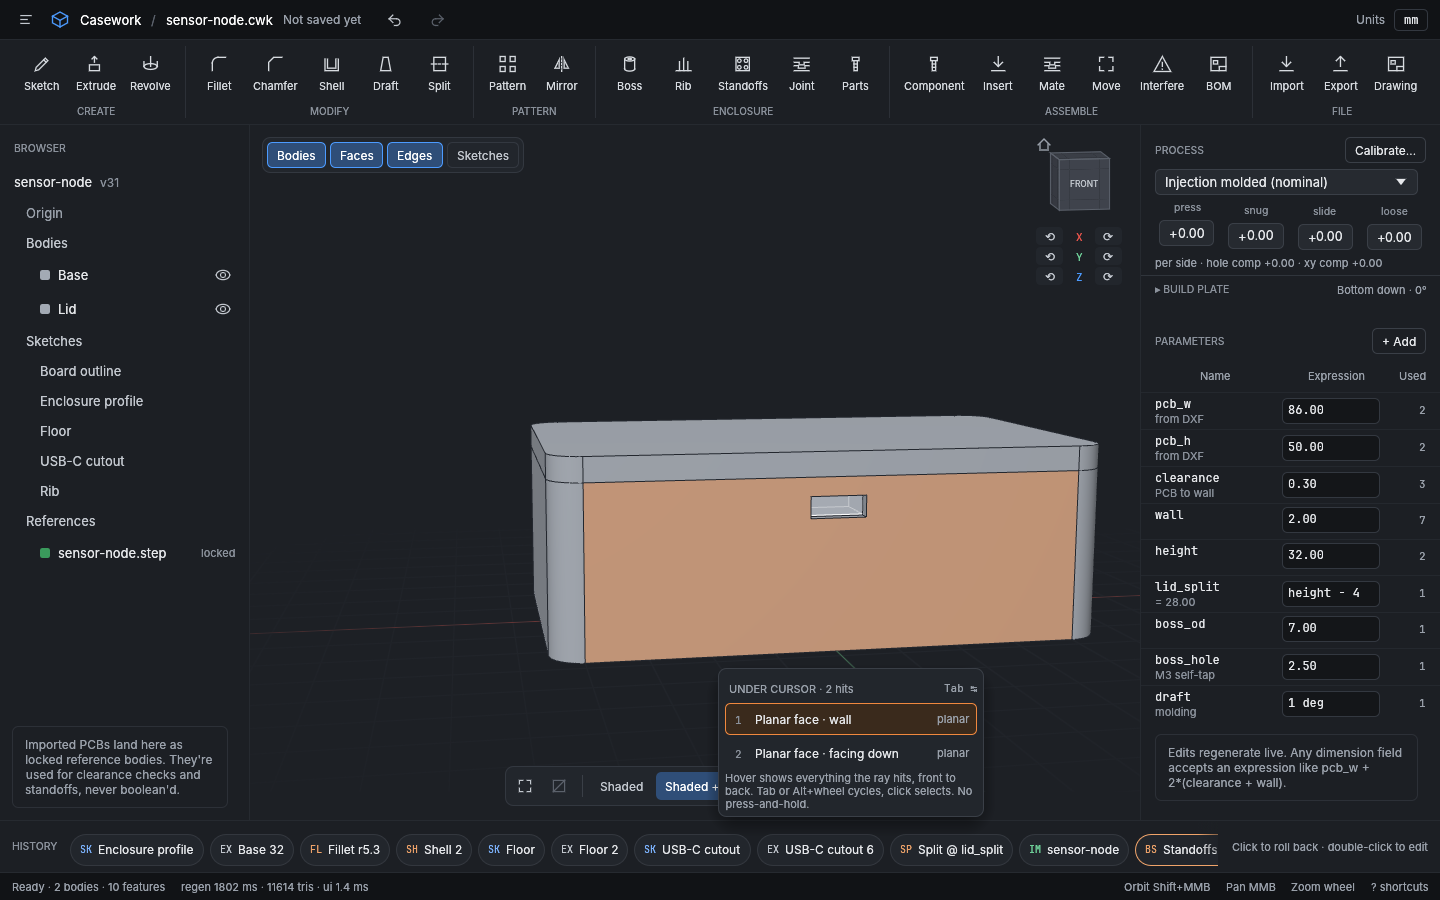 Casework / sensor-node.cwk Not saved yet
Units mm
Sketch Extrude Revolve
CREATE
Fillet Chamfer Shell Draft Split
MODIFY
Pattern Mirror
PATTERN
Boss Rib Standoffs Joint Parts
ENCLOSURE
Component Insert Mate Move Interfere BOM
ASSEMBLE
Import Export Drawing
FILE
BROWSER
sensor-node v31
Origin
Bodies
Base
Lid
Sketches
Board outline
Enclosure profile
Floor
USB-C cutout
Rib
References
sensor-node.step locked
Imported PCBs land here as
locked reference bodies. They're
used for clearance checks and
standoffs, never boolean'd.
Bodies Faces Edges Sketches
FRONT
X
Y
Z
UNDER CURSOR · 2 hits Tab
1 Planar face · wall planar
2 Planar face · facing down planar
Hover shows everything the ray hits, front to
back. Tab or Alt+wheel cycles, click selects. No
press-and-hold.
Shaded Shaded +
PROCESS Calibrate...
Injection molded (nominal)
press snug slide loose
+0.00 +0.00 +0.00 +0.00
per side · hole comp +0.00 · xy comp +0.00
▸ BUILD PLATE Bottom down · 0°
PARAMETERS + Add
Name Expression Used
pcb_w 86.00 2
from DXF
pcb_h 50.00 2
from DXF
clearance 0.30 3
PCB to wall
wall 2.00 7
height 32.00 2
lid_split height - 4 1
= 28.00
boss_od 7.00 1
boss_hole 2.50 1
M3 self-tap
draft 1 deg 1
molding
Edits regenerate live. Any dimension field
accepts an expression like pcb_w +
2*(clearance + wall).
HISTORY SK Enclosure profile EX Base 32 FL Fillet r5.3 SH Shell 2 SK Floor EX Floor 2 SK USB-C cutout EX USB-C cutout 6 SP Split @ lid_split IM sensor-node BS Standoffs Click to roll back · double-click to edit
Ready · 2 bodies · 10 features regen 1802 ms · 11614 tris · ui 1.4 ms
Orbit Shift+MMB Pan MMB Zoom wheel ? shortcuts